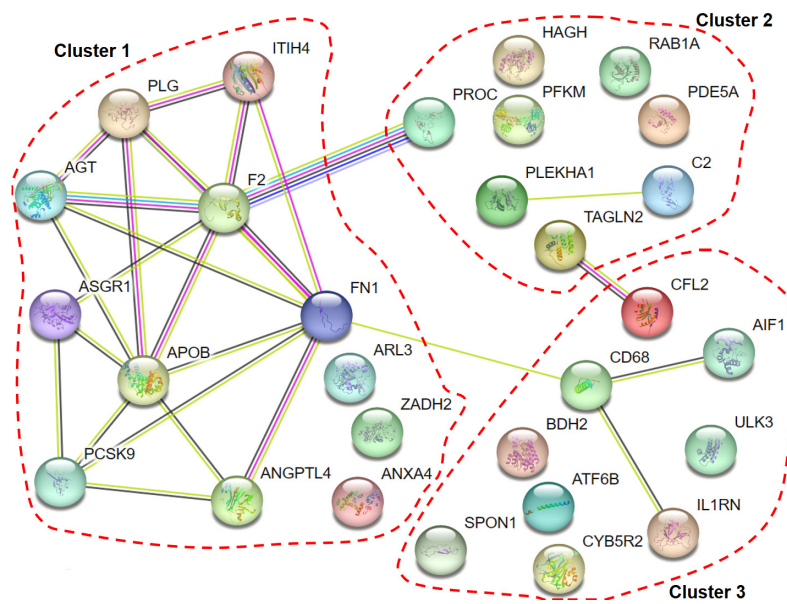 Cluster 1
Cluster 2
ITIH4
HAGH
RAB1A
PLG
PROC
PFKM
PDE5A
AGT
F2
PLEKHA1
C2
TAGLN2
ASGR1
FN1
CFL2
APOB
ARL3
CD68
AIF1
ZADH2
BDH2
ULK3
PCSK9
ANGPTL4
ANXA4
ATF6B
IL1RN
SPON1
CYB5R2
Cluster 3